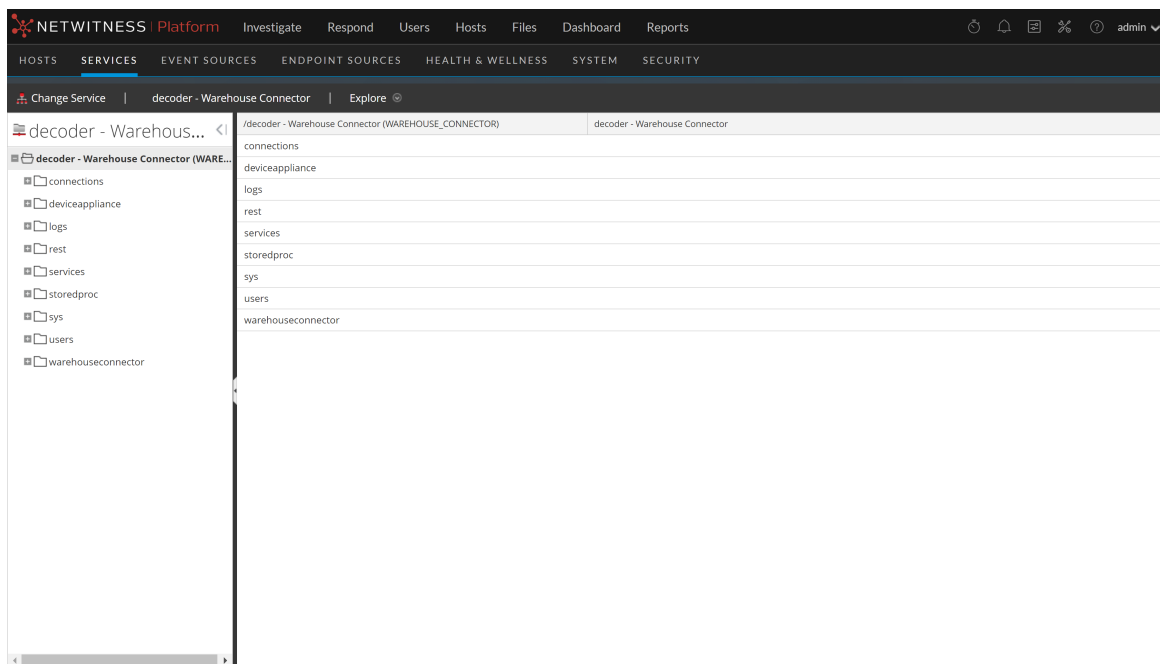 NETWITNESS Platform Investigate Respond Users Hosts Files Dashboard Reports admin
HOSTS SERVICES EVENT SOURCES ENDPOINT SOURCES HEALTH & WELLNESS SYSTEM SECURITY
Change Service | decoder - Warehouse Connector | Explore
decoder - Warehous...
/decoder - Warehouse Connector (WAREHOUSE_CONNECTOR) decoder - Warehouse Connector
decoder - Warehouse Connector (WARE...
connections
deviceappliance
logs
rest
services
storedproc
sys
users
warehouseconnector
connections
deviceappliance
logs
rest
services
storedproc
sys
users
warehouseconnector